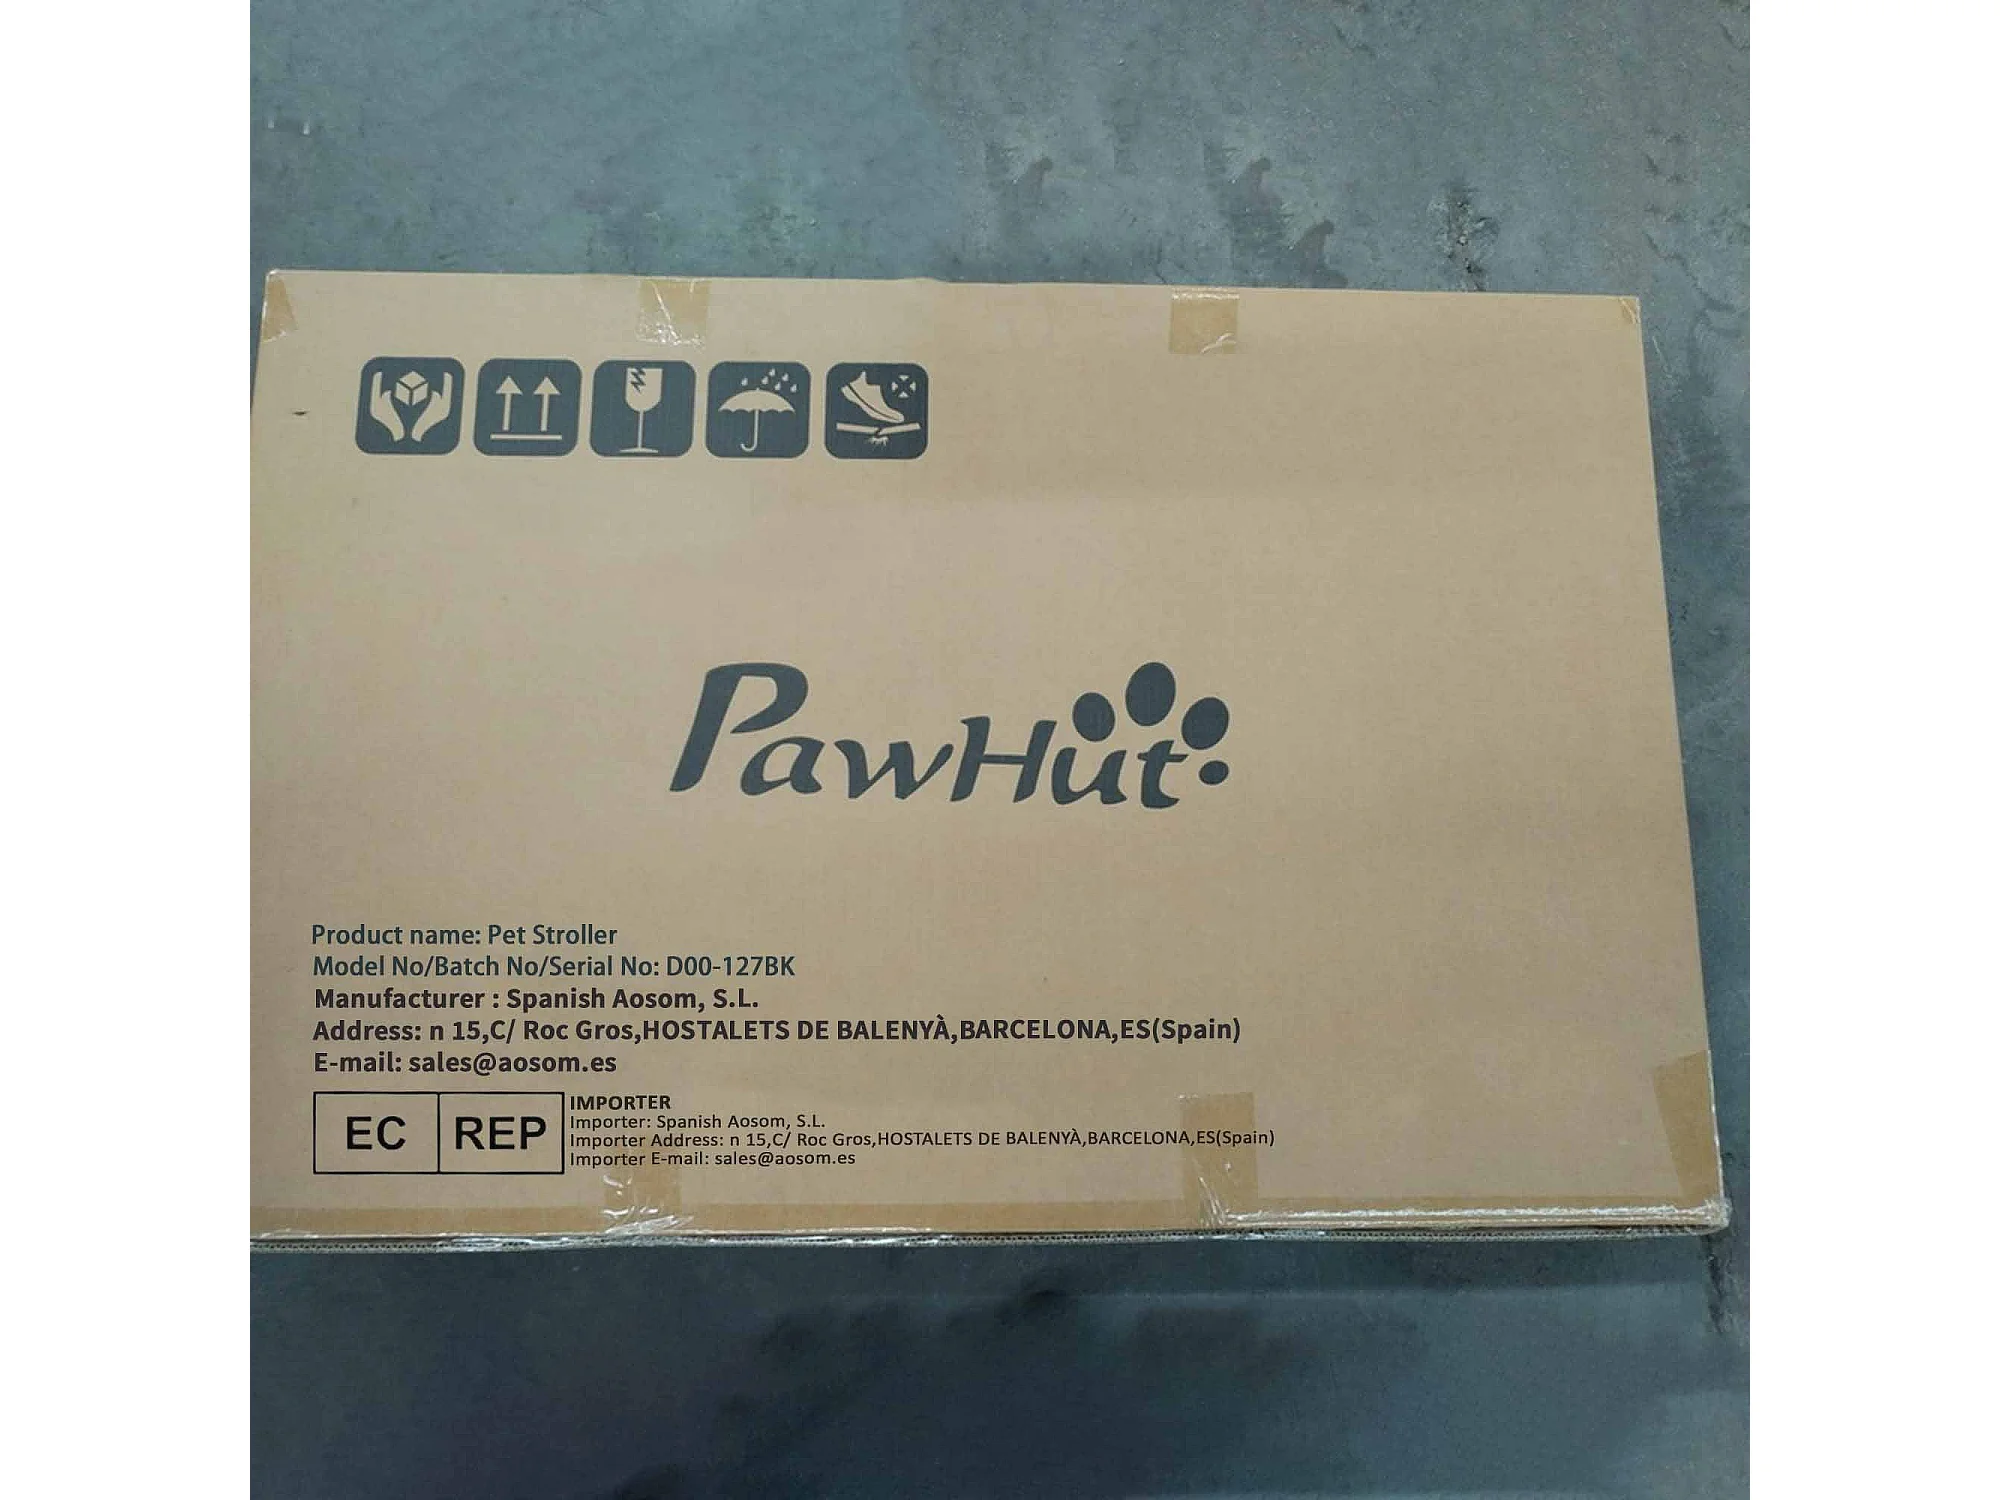 PawHut
Product name: Pet Stroller
Model No/Batch No/Serial No: D00-127BK
Manufacturer : Spanish Aosom, S.L.
Address: n 15,C/ Roc Gros,HOSTALETS DE BALENYÀ,BARCELONA,ES(Spain)
E-mail: sales@aosom.es
EC REP
IMPORTER
Importer: Spanish Aosom, S.L.
Importer Address: n 15,C/ Roc Gros,HOSTALETS DE BALENYÀ,BARCELONA,ES(Spain)
Importer E-mail: sales@aosom.es